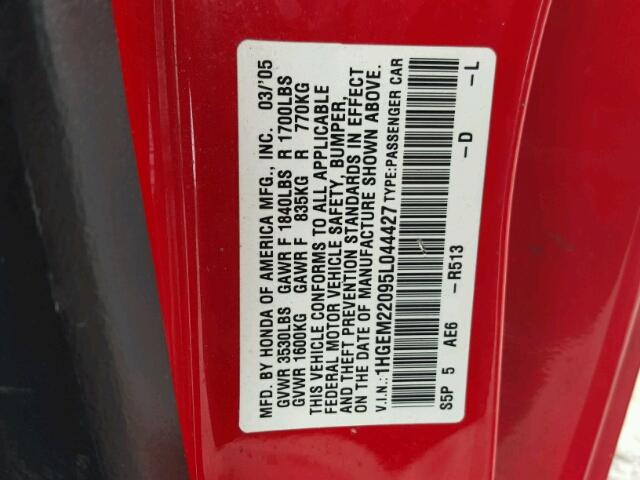 MFD. BY HONDA OF AMERICA MFG., INC. 03/'05
GVWR 3530LBS GAWR F 1840LBS R 1700LBS
GVWR 1600KG GAWR F 835KG R 770KG
THIS VEHICLE CONFORMS TO ALL APPLICABLE
FEDERAL MOTOR VEHICLE SAFETY, BUMPER,
AND THEFT PREVENTION STANDARDS IN EFFECT
ON THE DATE OF MANUFACTURE SHOWN ABOVE.
V.I.N.: 1HGEM22095L044427 TYPE: PASSENGER CAR
S5P 5 AE6 -R513 -D -L